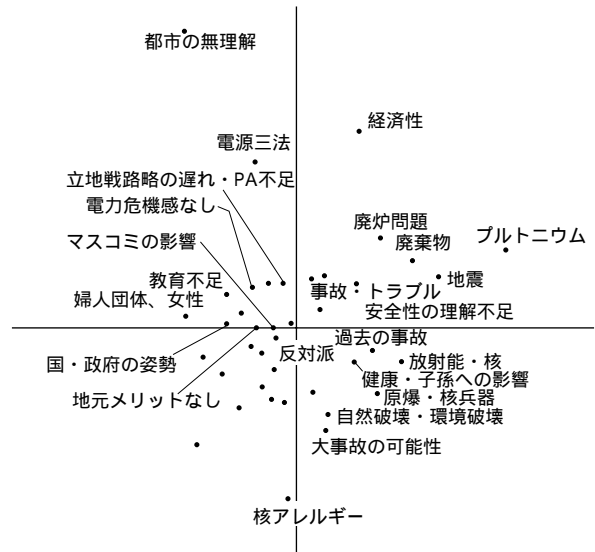 都市の無理解
経済性
電源三法
立地戦路略の遅れ・PA不足
電力危機感なし
廃炉問題
プルトニウム
マスコミの影響
廃棄物
教育不足
地震
事故
トラブル
婦人団体、女性
安全性の理解不足
過去の事故
反対派
国・政府の姿勢
放射能・核
健康・子孫への影響
地元メリットなし
原爆・核兵器
自然破壊・環境破壊
大事故の可能性
核アレルギー